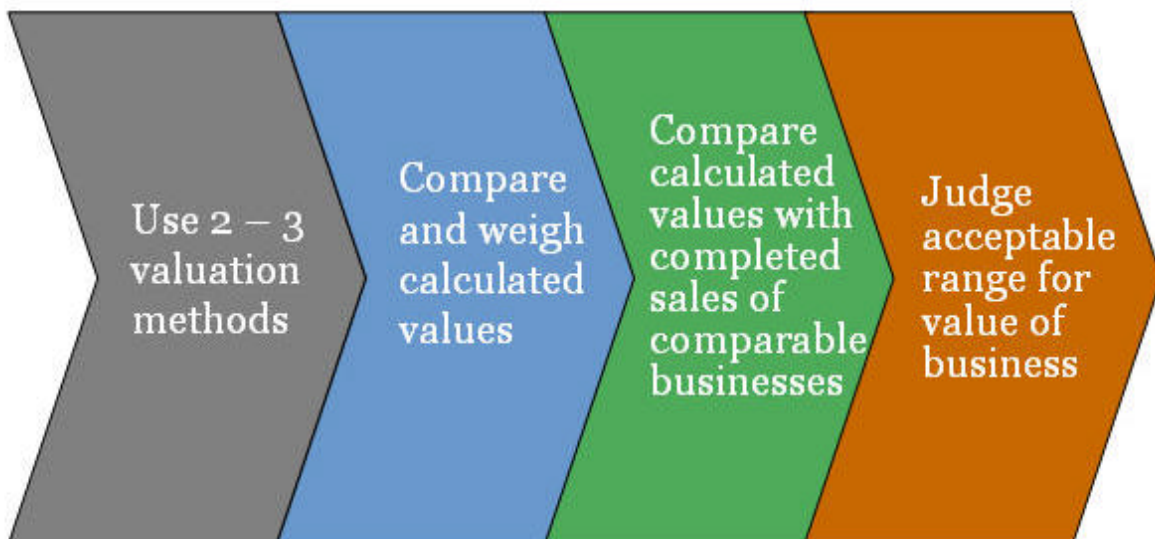 Use 2 – 3
valuation
methods
Compare
and weigh
calculated
values
Compare
calculated
values with
completed
sales of
comparable
businesses
Judge
acceptable
range for
value of
business